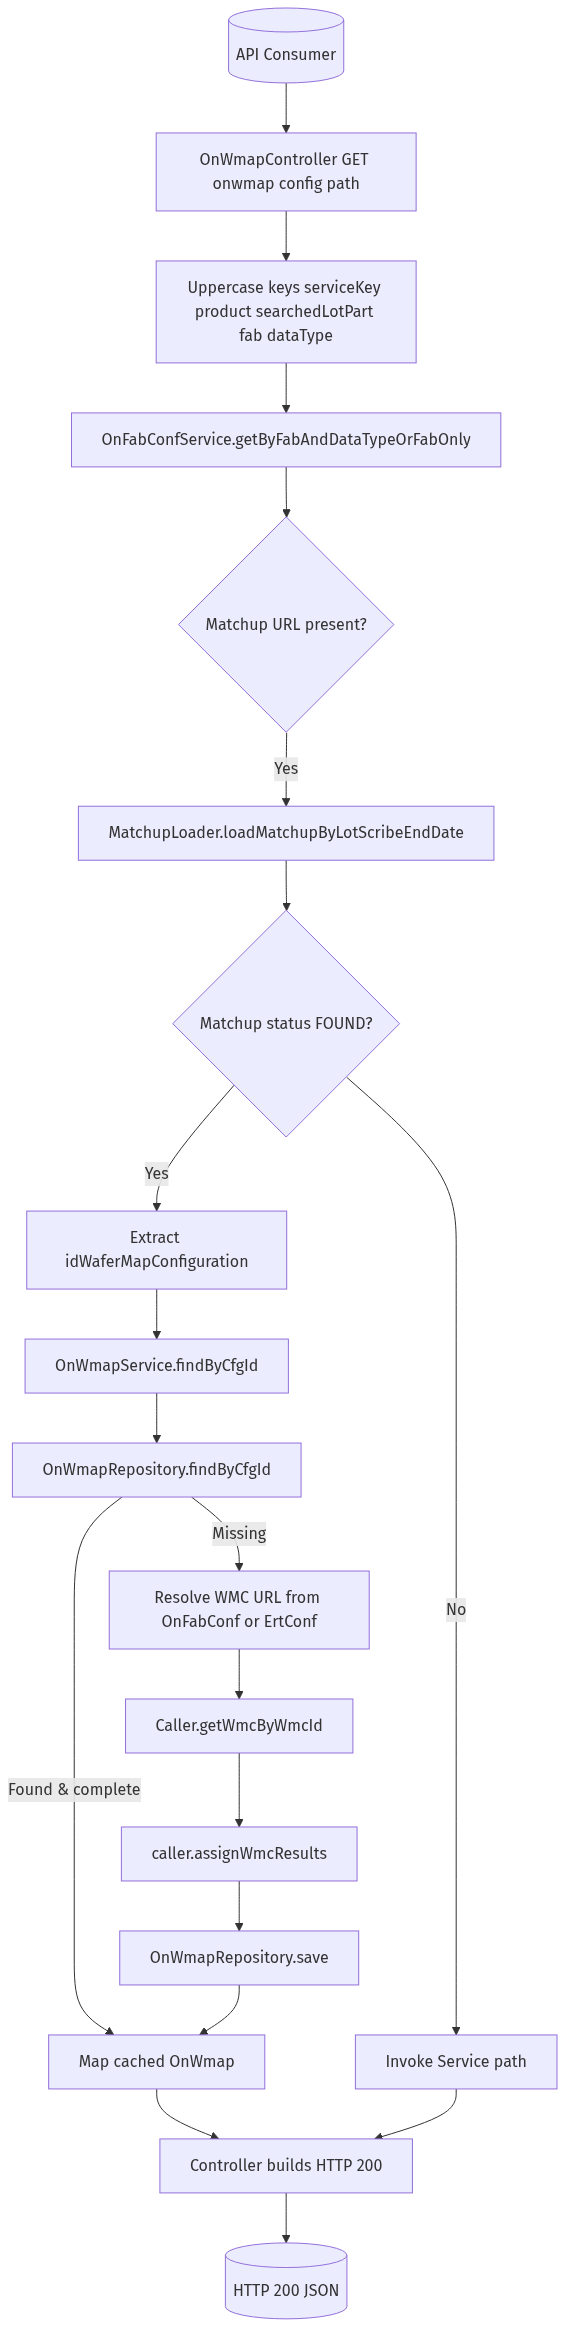 API Consumer
OnWmapController GET
onwmap config path
Uppercase keys serviceKey
product searchedLotPart
fab dataType
OnFabConfService.getByFabAndDataTypeOrFabOnly
Matchup URL present?
Yes
MatchupLoader.loadMatchupByLotScribeEndDate
Matchup status FOUND?
Yes
Extract
idWaferMapConfiguration
OnWmapService.findByCfgId
OnWmapRepository.findByCfgId
Missing
Resolve WMC URL from
OnFabConf or ErtConf
No
Caller.getWmcByWmcId
Found & complete
caller.assignWmcResults
OnWmapRepository.save
Map cached OnWmap
Invoke Service path
Controller builds HTTP 200
HTTP 200 JSON